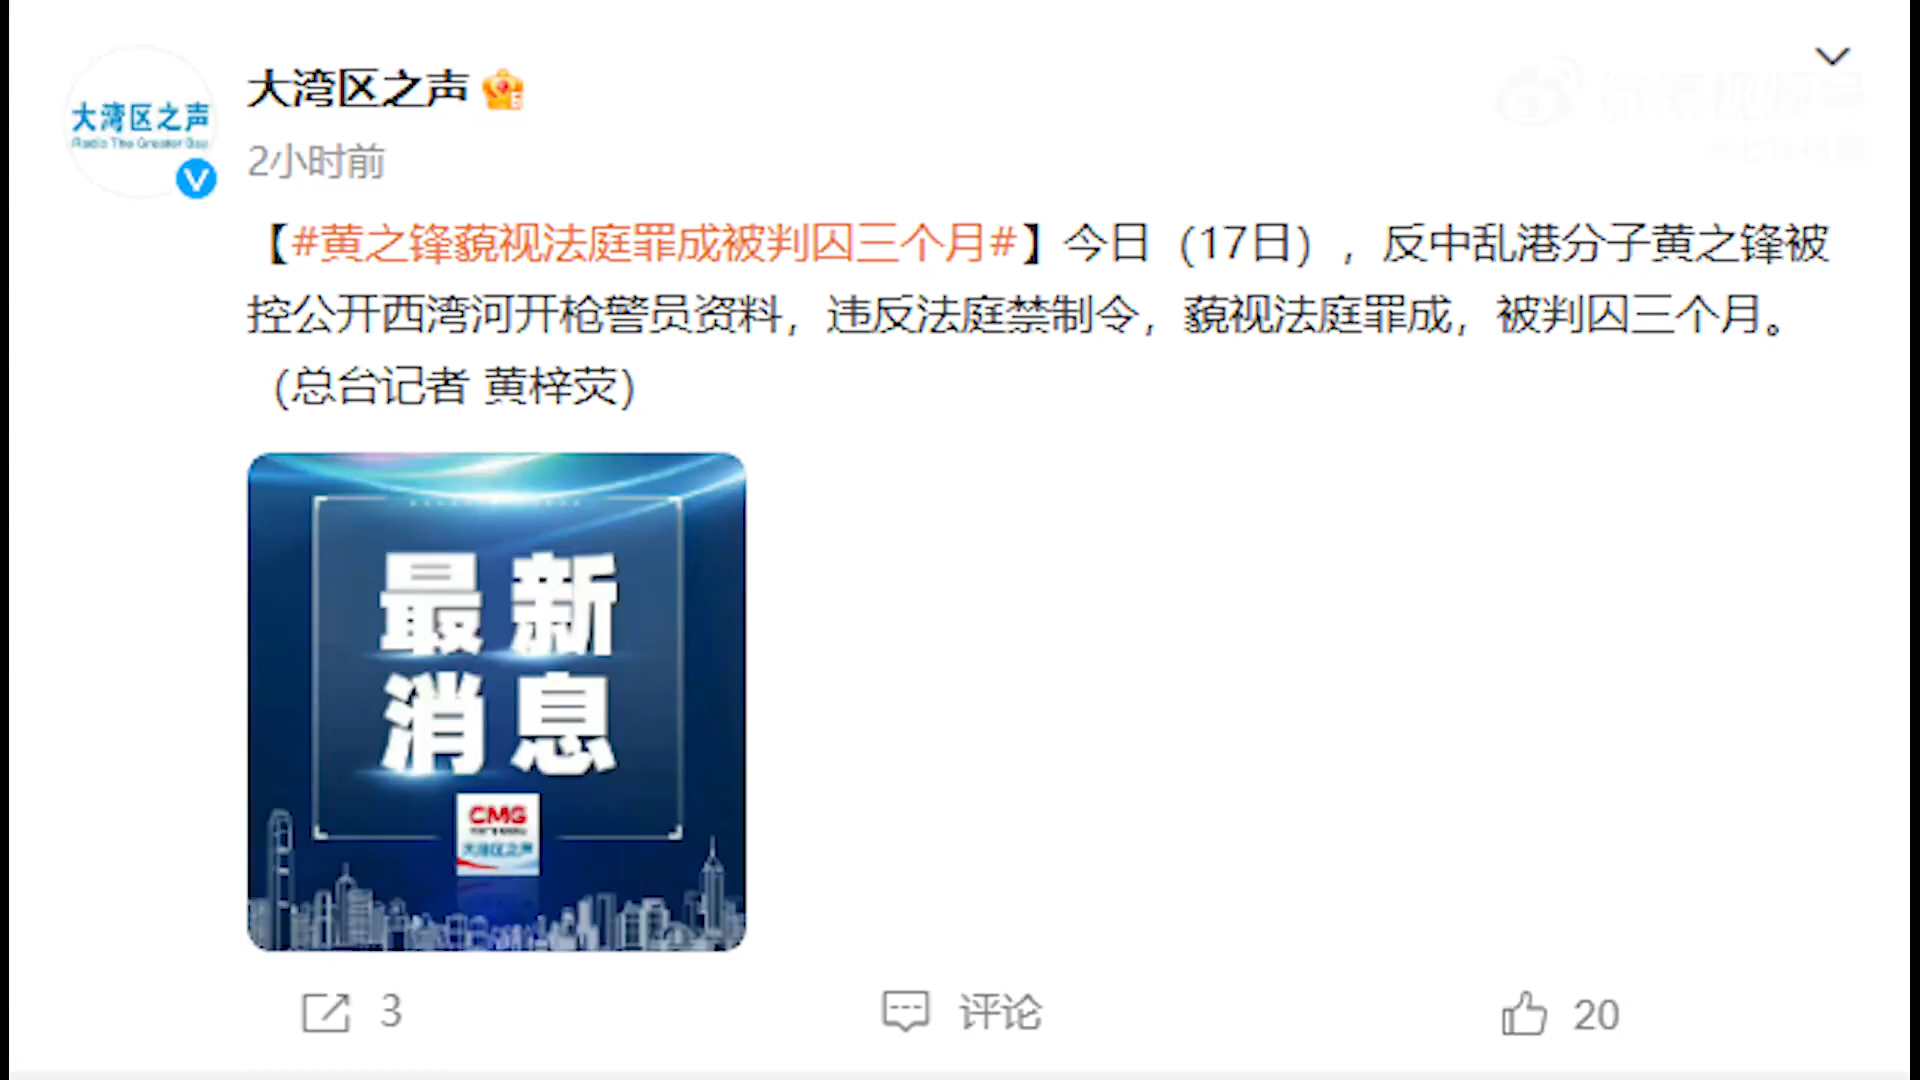 大湾区之声
大湾区之声
Radio The Greater Bay
2小时前
微博视频号
【#黄之锋藐视法庭罪成被判囚三个月#】今日（17日），反中乱港分子黄之锋被
控公开西湾河开枪警员资料，违反法庭禁制令，藐视法庭罪成，被判囚三个月。
（总台记者 黄梓荧）
最新
消息
CMG
大湾区之声
3
评论
20